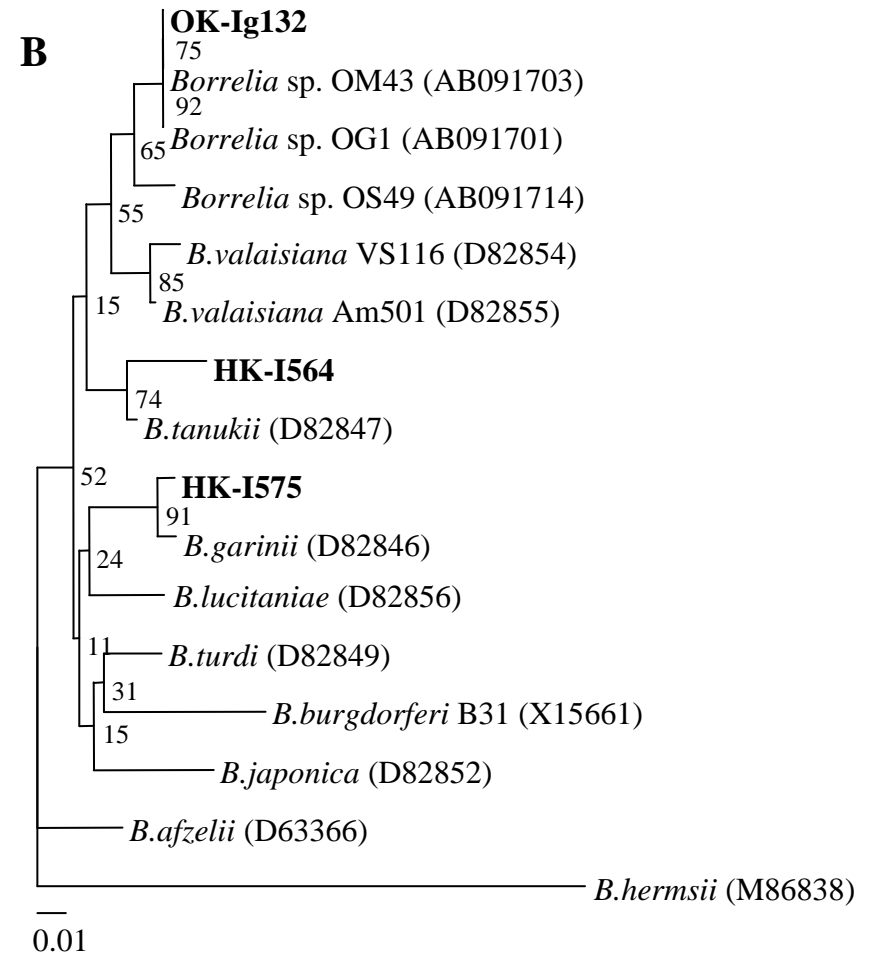 B
OK-Ig132
75
Borrelia sp. OM43 (AB091703)
92
65
Borrelia sp. OG1 (AB091701)
Borrelia sp. OS49 (AB091714)
55
B.valaisiana VS116 (D82854)
85
15
B.valaisiana Am501 (D82855)
HK-I564
74
B.tanukii (D82847)
52
HK-I575
91
B.garinii (D82846)
24
B.lucitaniae (D82856)
11
B.turdi (D82849)
31
B.burgdorferi B31 (X15661)
15
B.japonica (D82852)
B.afzelii (D63366)
B.hermsii (M86838)
0.01